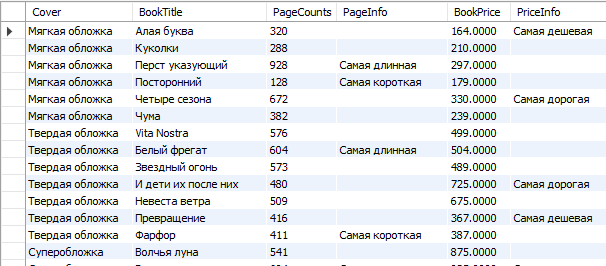 Cover BookTitle PageCounts PageInfo BookPrice PriceInfo
Мягкая обложка Алая буква 320 164.0000 Самая дешевая
Мягкая обложка Куколки 288 210.0000
Мягкая обложка Перст указующий 928 Самая длинная 297.0000
Мягкая обложка Посторонний 128 Самая короткая 179.0000
Мягкая обложка Четыре сезона 672 330.0000 Самая дорогая
Мягкая обложка Чума 382 239.0000
Твердая обложка Vita Nostra 576 499.0000
Твердая обложка Белый фрегат 604 Самая длинная 504.0000
Твердая обложка Звездный огонь 573 489.0000
Твердая обложка И дети их после них 480 725.0000 Самая дорогая
Твердая обложка Невеста ветра 509 675.0000
Твердая обложка Превращение 416 367.0000 Самая дешевая
Твердая обложка Фарфор 411 Самая короткая 387.0000
Суперобложка Волчья луна 541 875.0000